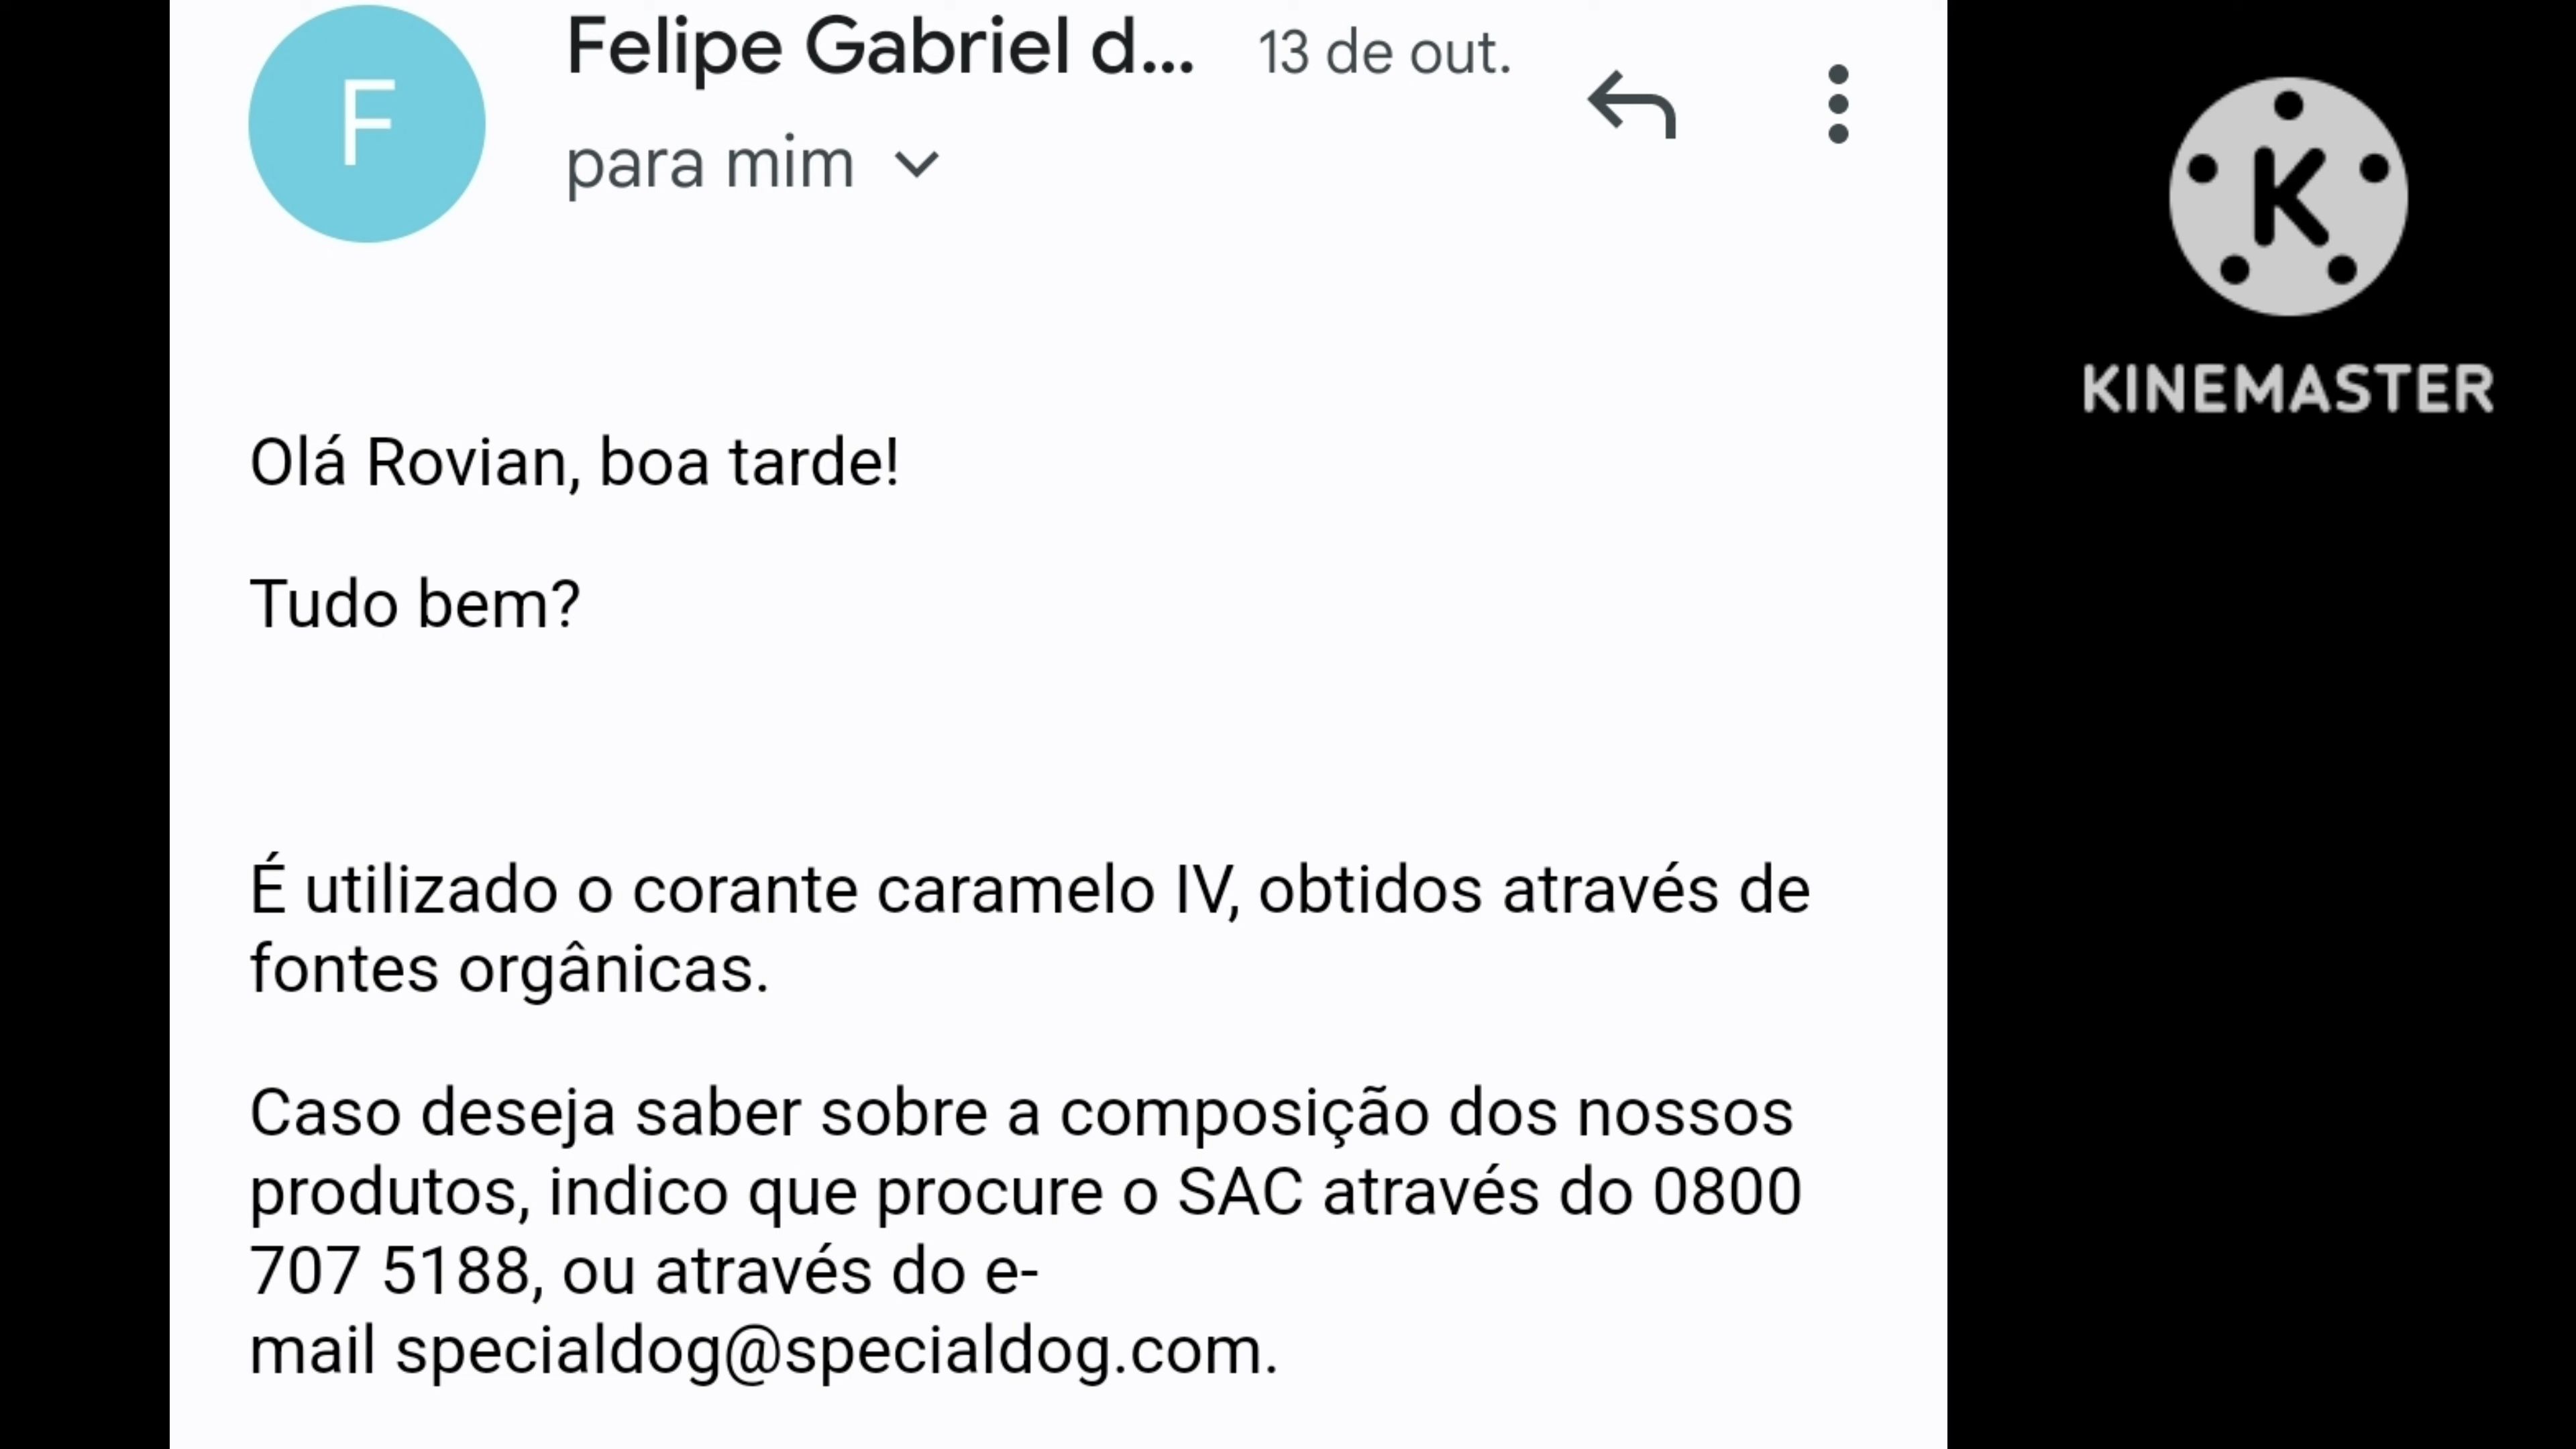 F
Felipe Gabriel d... 13 de out.
para mim
K
KINEMASTER
Olá Rovian, boa tarde!
Tudo bem?
É utilizado o corante caramelo IV, obtidos através de
fontes orgânicas.
Caso deseja saber sobre a composição dos nossos
produtos, indico que procure o SAC através do 0800
707 5188, ou através do e-
mail specialdog@specialdog.com.